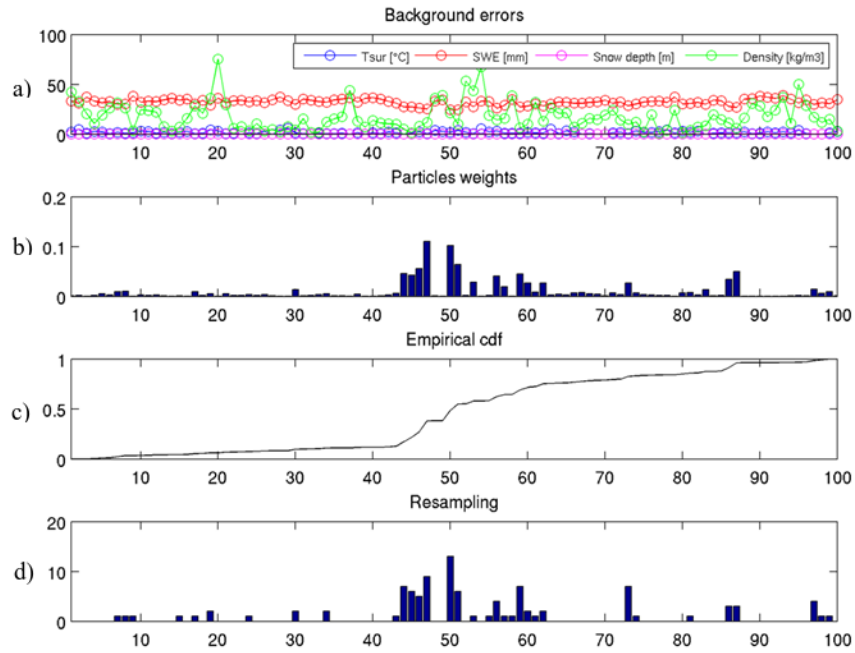 Background errors
a)
100
50
0
Tsur [°C] SWE [mm] Snow depth [m] Density [kg/m3]
10 20 30 40 50 60 70 80 90 100
Particles weights
b)
0.2
0.1
0
10 20 30 40 50 60 70 80 90 100
Empirical cdf
c)
1
0.5
0
10 20 30 40 50 60 70 80 90 100
Resampling
d)
20
10
0
10 20 30 40 50 60 70 80 90 100